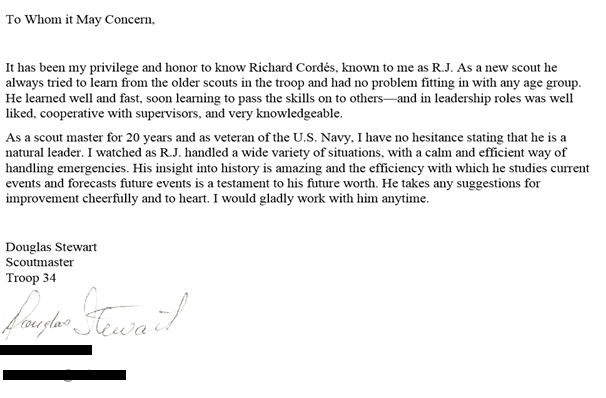 To Whom it May Concern,
It has been my privilege and honor to know Richard Cordés, known to me as R.J. As a new scout he
always tried to learn from the older scouts in the troop and had no problem fitting in with any age group.
He learned well and fast, soon learning to pass the skills on to others—and in leadership roles was well
liked, cooperative with supervisors, and very knowledgeable.
As a scout master for 20 years and as veteran of the U.S. Navy, I have no hesitance stating that he is a
natural leader. I watched as R.J. handled a wide variety of situations, with a calm and efficient way of
handling emergencies. His insight into history is amazing and the efficiency with which he studies current
events and forecasts future events is a testament to his future worth. He takes any suggestions for
improvement cheerfully and to heart. I would gladly work with him anytime.
Douglas Stewart
Scoutmaster
Troop 34
Douglas Stewart